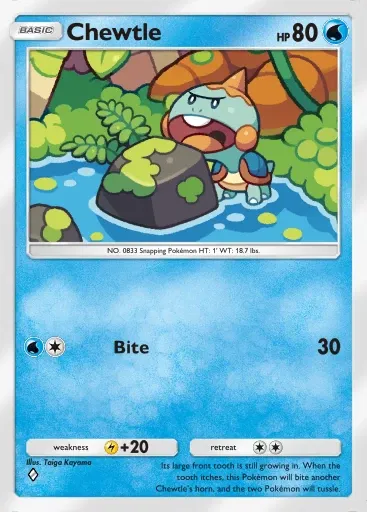 BASIC Chewtle HP 80
NO. 0833 Snapping Pokémon HT: 1' WT: 18.7 lbs.
Bite 30
weakness +20 retreat
Illus. Taiga Kayama
Its large front tooth is still growing in. When the
tooth itches, this Pokémon will bite another
Chewtle's horn, and the two Pokémon will tussle.